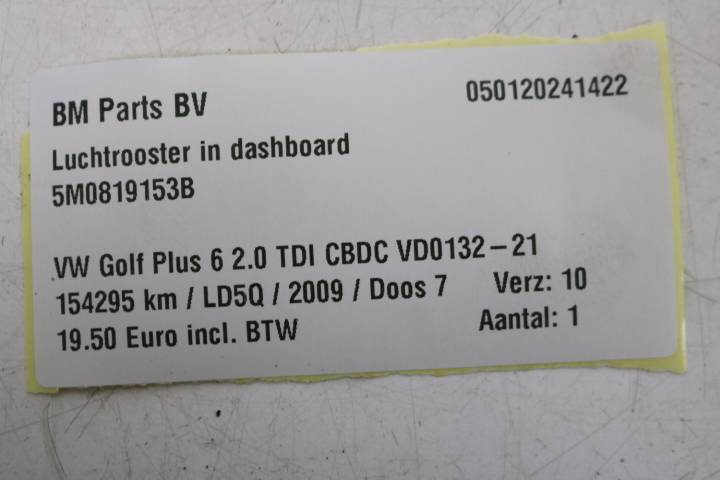 BM Parts BV 050120241422
Luchtrooster in dashboard
5M0819153B
VW Golf Plus 6 2.0 TDI CBDC VD0132-21
154295 km / LD5Q / 2009 / Doos 7 Verz: 10
19.50 Euro incl. BTW Aantal: 1